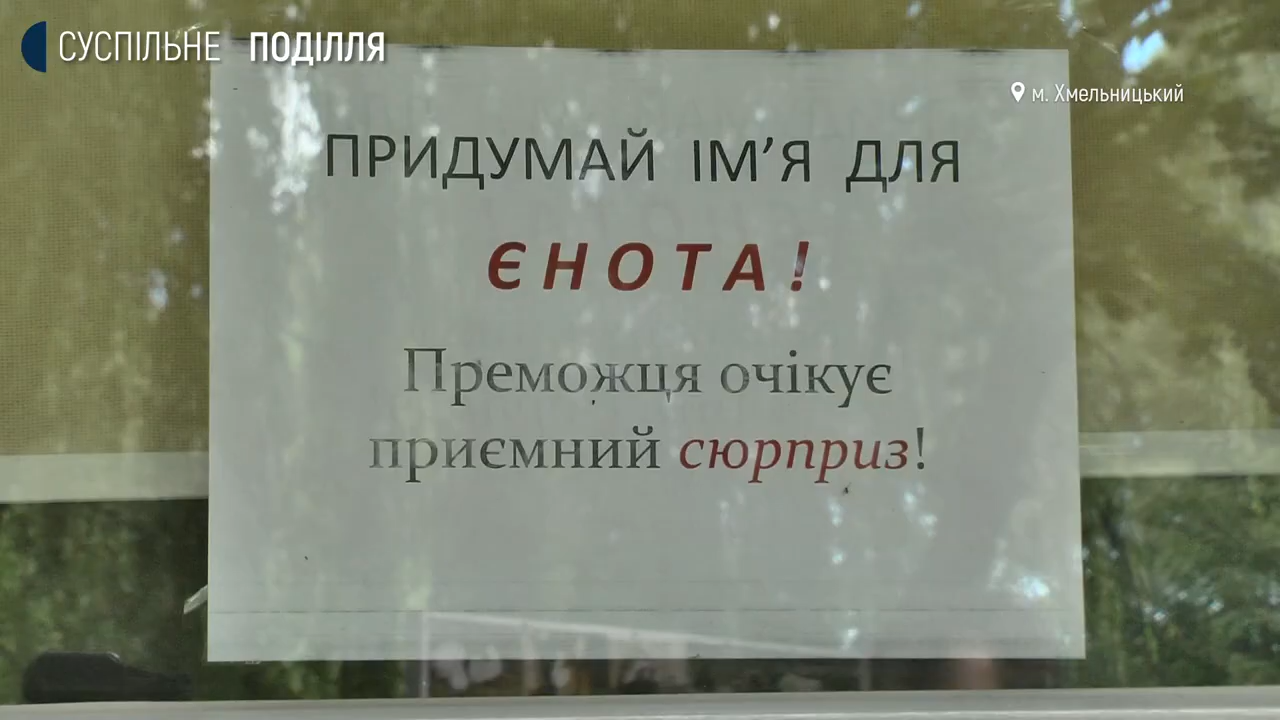 СУСПІЛЬНЕ ПОДІЛЛЯ
м. Хмельницький
ПРИДУМАЙ ІМ’Я ДЛЯ
ЄНОТА!
Преможця очікує
приємний сюрприз!